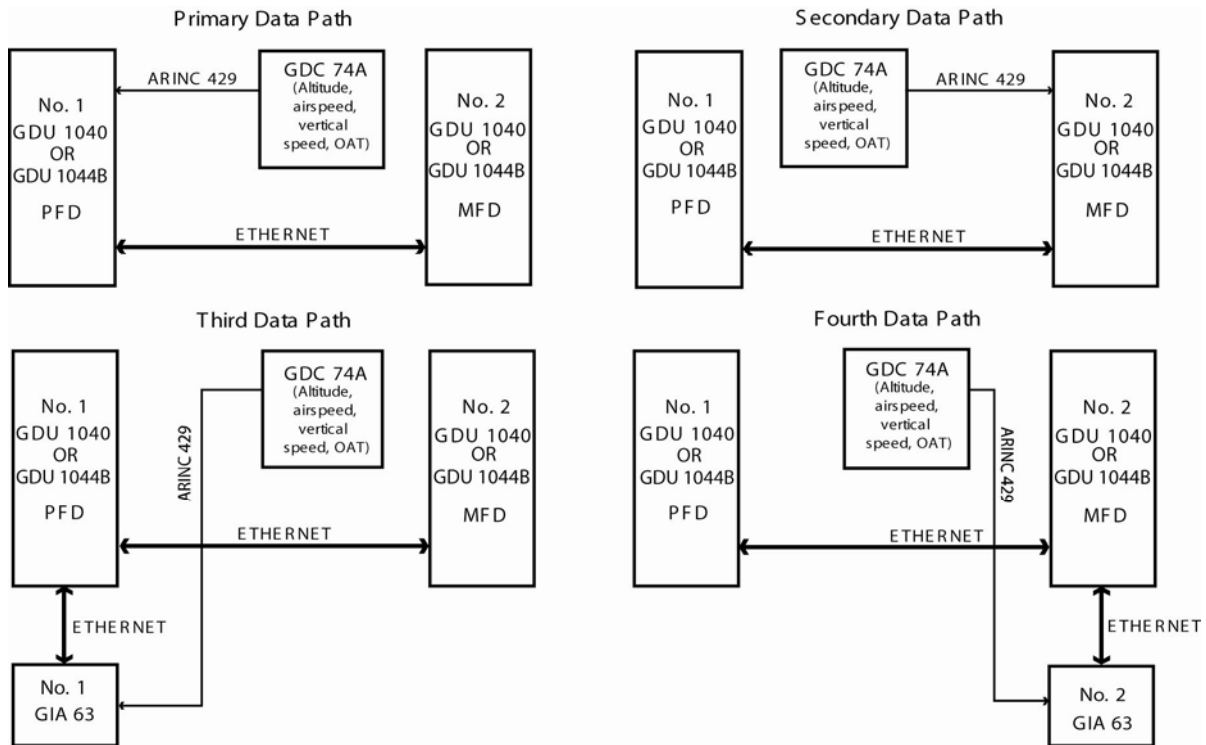 Primary Data Path
No. 1
GDU 1040
OR
GDU 1044B
PFD
ARINC 429
GDC 74A
(Altitude,
airspeed,
vertical
speed, OAT)
No. 2
GDU 1040
OR
GDU 1044B
MFD
ETHERNET
Secondary Data Path
No. 1
GDU 1040
OR
GDU 1044B
PFD
GDC 74A
(Altitude,
airspeed,
vertical
speed, OAT)
ARINC 429
No. 2
GDU 1040
OR
GDU 1044B
MFD
ETHERNET
Third Data Path
No. 1
GDU 1040
OR
GDU 1044B
PFD
ARINC 429
GDC 74A
(Altitude,
airspeed,
vertical
speed, OAT)
No. 2
GDU 1040
OR
GDU 1044B
MFD
ETHERNET
ETHERNET
No. 1
GIA 63
Fourth Data Path
No. 1
GDU 1040
OR
GDU 1044B
PFD
GDC 74A
(Altitude,
airspeed,
vertical
speed, OAT)
ARINC 429
No. 2
GDU 1040
OR
GDU 1044B
MFD
ETHERNET
ETHERNET
No. 2
GIA 63